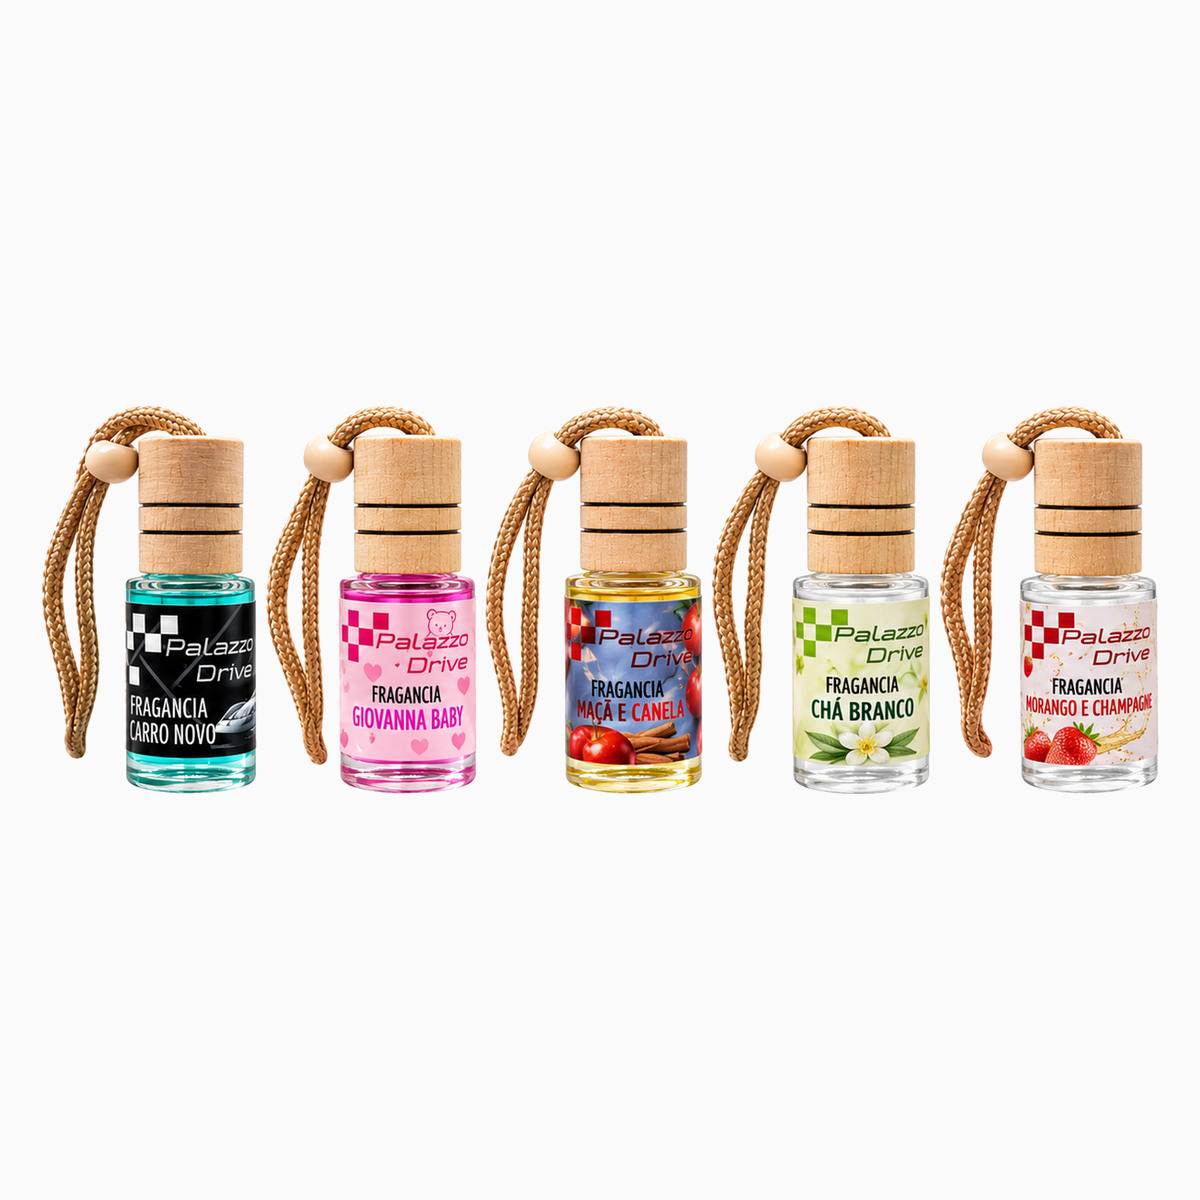 Palazzo
Drive
FRAGANCIA
CARRO NOVO
Palazzo
Drive
FRAGANCIA
GIOVANNA BABY
Palazzo
Drive
FRAGANCIA
MAÇÃ E CANELA
Palazzo
Drive
FRAGANCIA
CHÁ BRANCO
Palazzo
Drive
FRAGANCIA
MORANGO E CHAMPAGNE